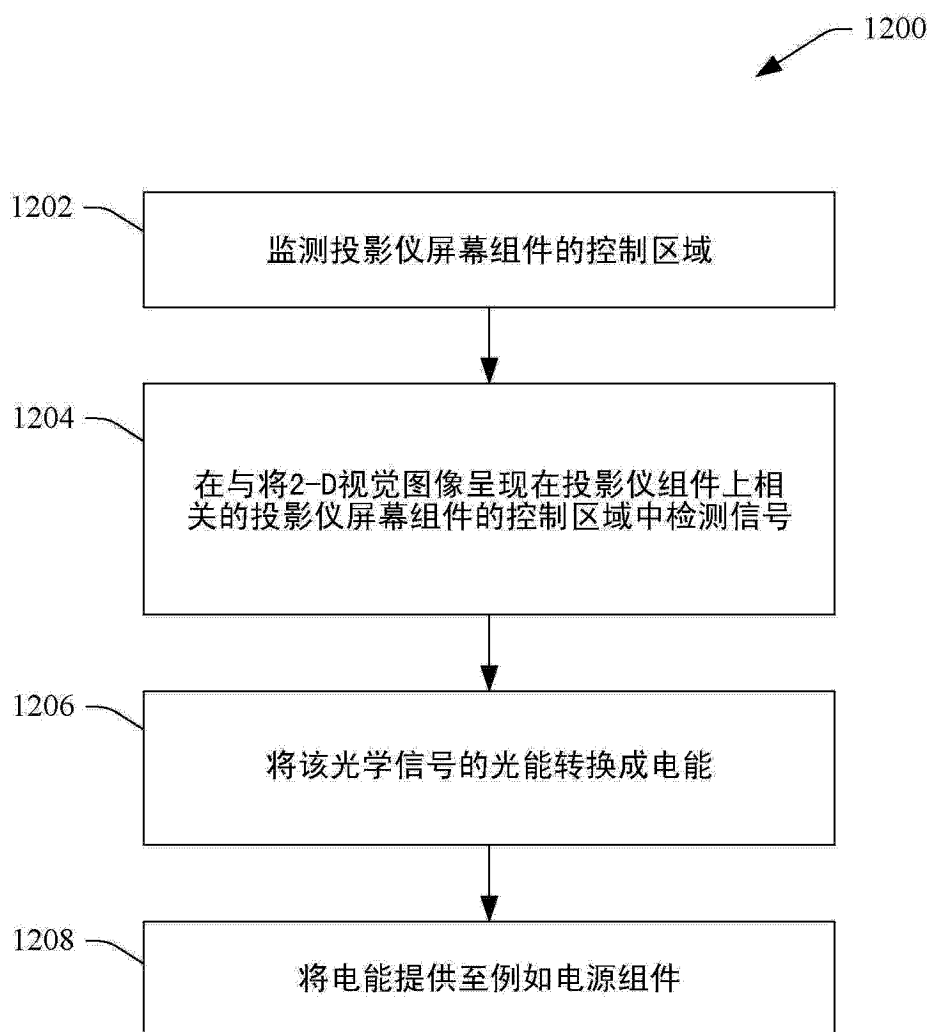 1200
1202
监测投影仪屏幕组件的控制区域
1204
在与将2-D视觉图像呈现在投影仪组件上相
关的投影仪屏幕组件的控制区域中检测信号
1206
将该光学信号的光能转换成电能
1208
将电能提供至例如电源组件